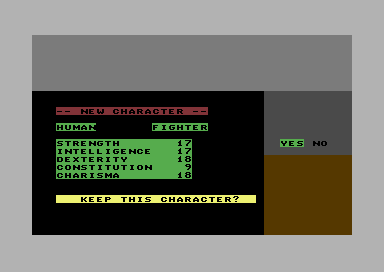 -- NEW CHARACTER --
HUMAN FIGHTER
STRENGTH 17
INTELLIGENCE 17
YES NO
DEXTERITY 18
CONSTITUTION 9
CHARISMA 18
KEEP THIS CHARACTER?